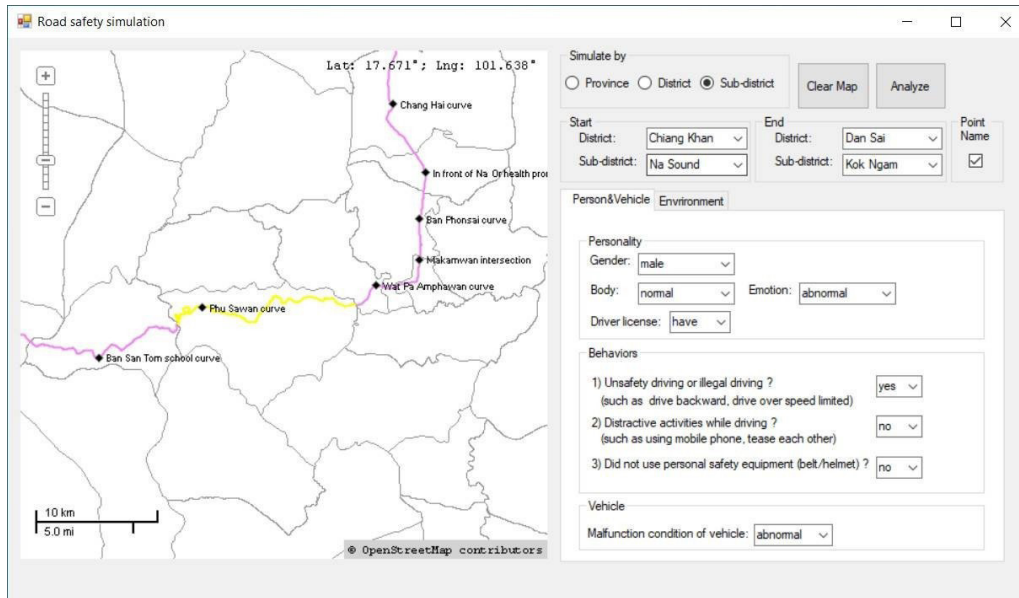 Road safety simulation
Lat: 17.671°; Lng: 101.638°
Chang Hai curve
In front of Na Or health pro
Ban Phonsai curve
Makamwan intersection
Wat Pa Amphawan curve
Phu Sawan curve
Ban San Tom school curve
10 km
5.0 mi
© OpenStreetMap contributors
Simulate by
Province District Sub-district
Clear Map
Analyze
Start
District: Chiang Khan
Sub-district: Na Sound
End
District: Dan Sai
Sub-district: Kok Ngam
Point
Name
Person&Vehicle Envrironment
Personality
Gender: male
Body: normal Emotion: abnormal
Driver license: have
Behaviors
1) Unsafety driving or illegal driving ? yes
(such as drive backward, drive over speed limited)
2) Distractive activities while driving ? no
(such as using mobile phone, tease each other)
3) Did not use personal safety equipment (belt/helmet) ? no
Vehicle
Malfunction condition of vehicle: abnormal